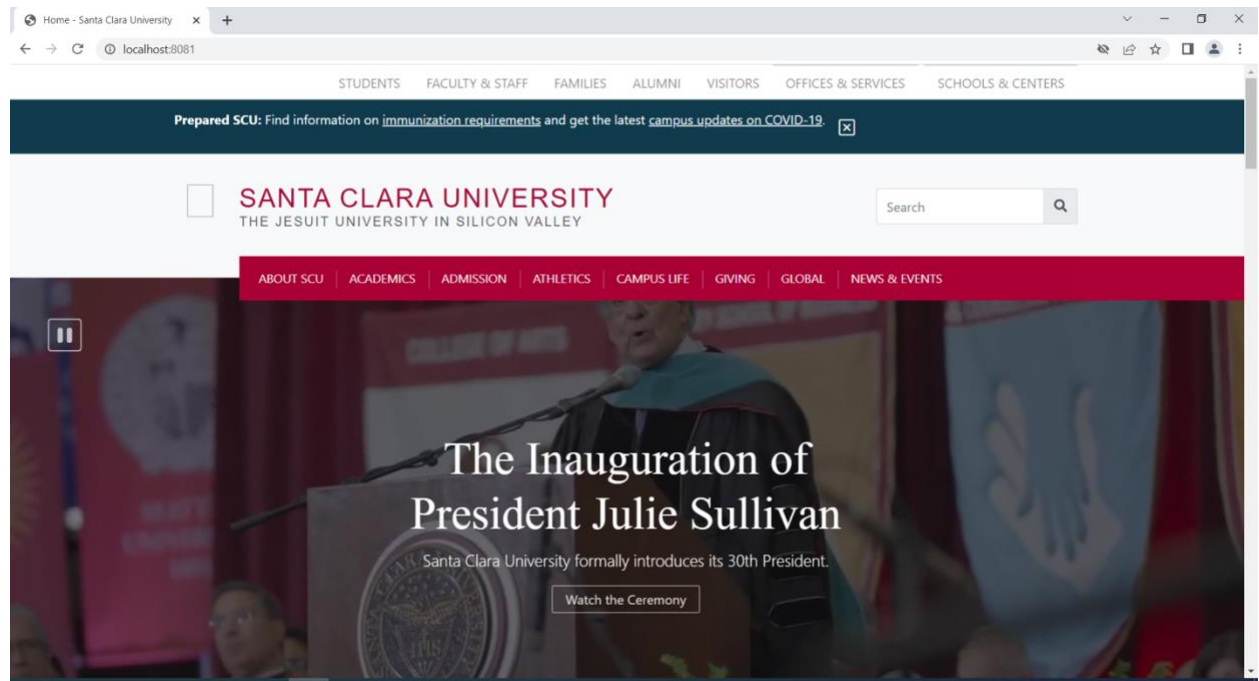 Home - Santa Clara University
localhost:8081
STUDENTS FACULTY & STAFF FAMILIES ALUMNI VISITORS OFFICES & SERVICES SCHOOLS & CENTERS
Prepared SCU: Find information on immunization requirements and get the latest campus updates on COVID-19.
SANTA CLARA UNIVERSITY
THE JESUIT UNIVERSITY IN SILICON VALLEY
Search
ABOUT SCU ACADEMICS ADMISSION ATHLETICS CAMPUS LIFE GIVING GLOBAL NEWS & EVENTS
COLLEGE OF ARTS
The Inauguration of
President Julie Sullivan
Santa Clara University formally introduces its 30th President.
Watch the Ceremony